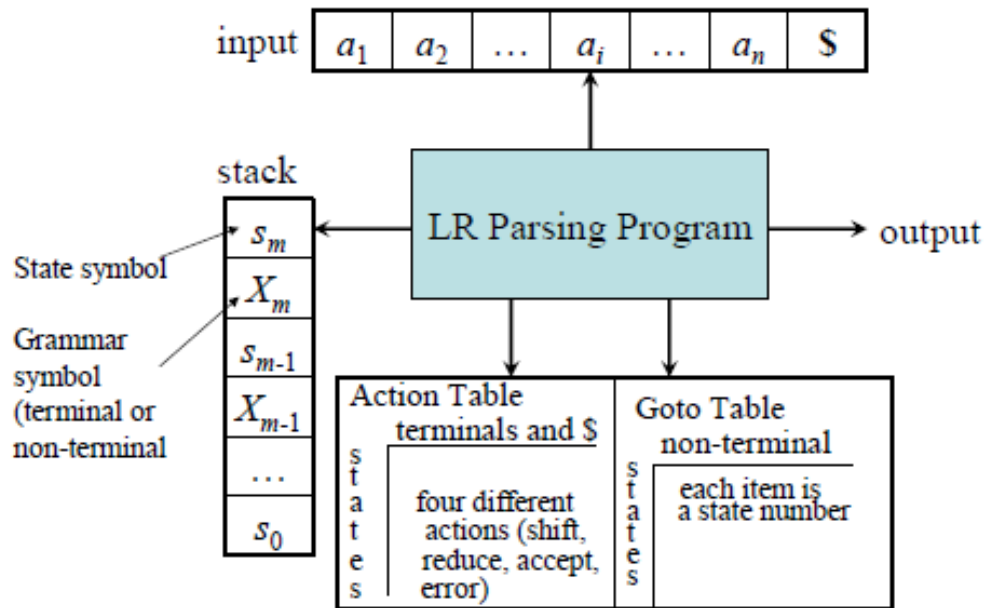 input a₁ a₂ … aᵢ … aₙ $
stack
LR Parsing Program
output
sₘ
State symbol
Xₘ
Grammar
symbol
(terminal or
non-terminal
sₘ₋₁
Xₘ₋₁
…
s₀
Action Table
terminals and $
states
four different
actions (shift,
reduce, accept,
error)
Goto Table
non-terminal
states
each item is
a state number